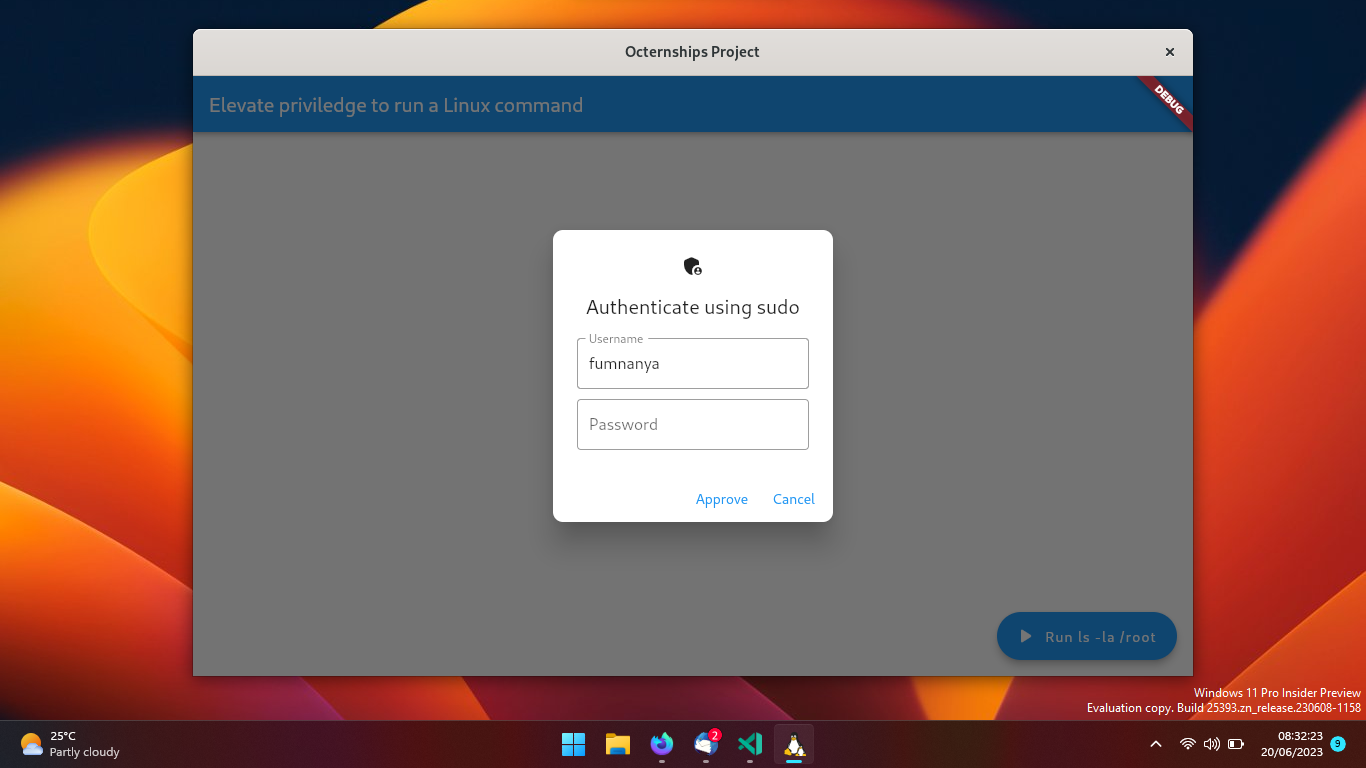 Octernships Project
Elevate priviledge to run a Linux command
DEBUG
Authenticate using sudo
Username
fumnanya
Password
Approve Cancel
Run ls -la /root
Windows 11 Pro Insider Preview
Evaluation copy. Build 25393.zn_release.230608-1158
25°C
Partly cloudy
2
08:32:23
20/06/2023
9